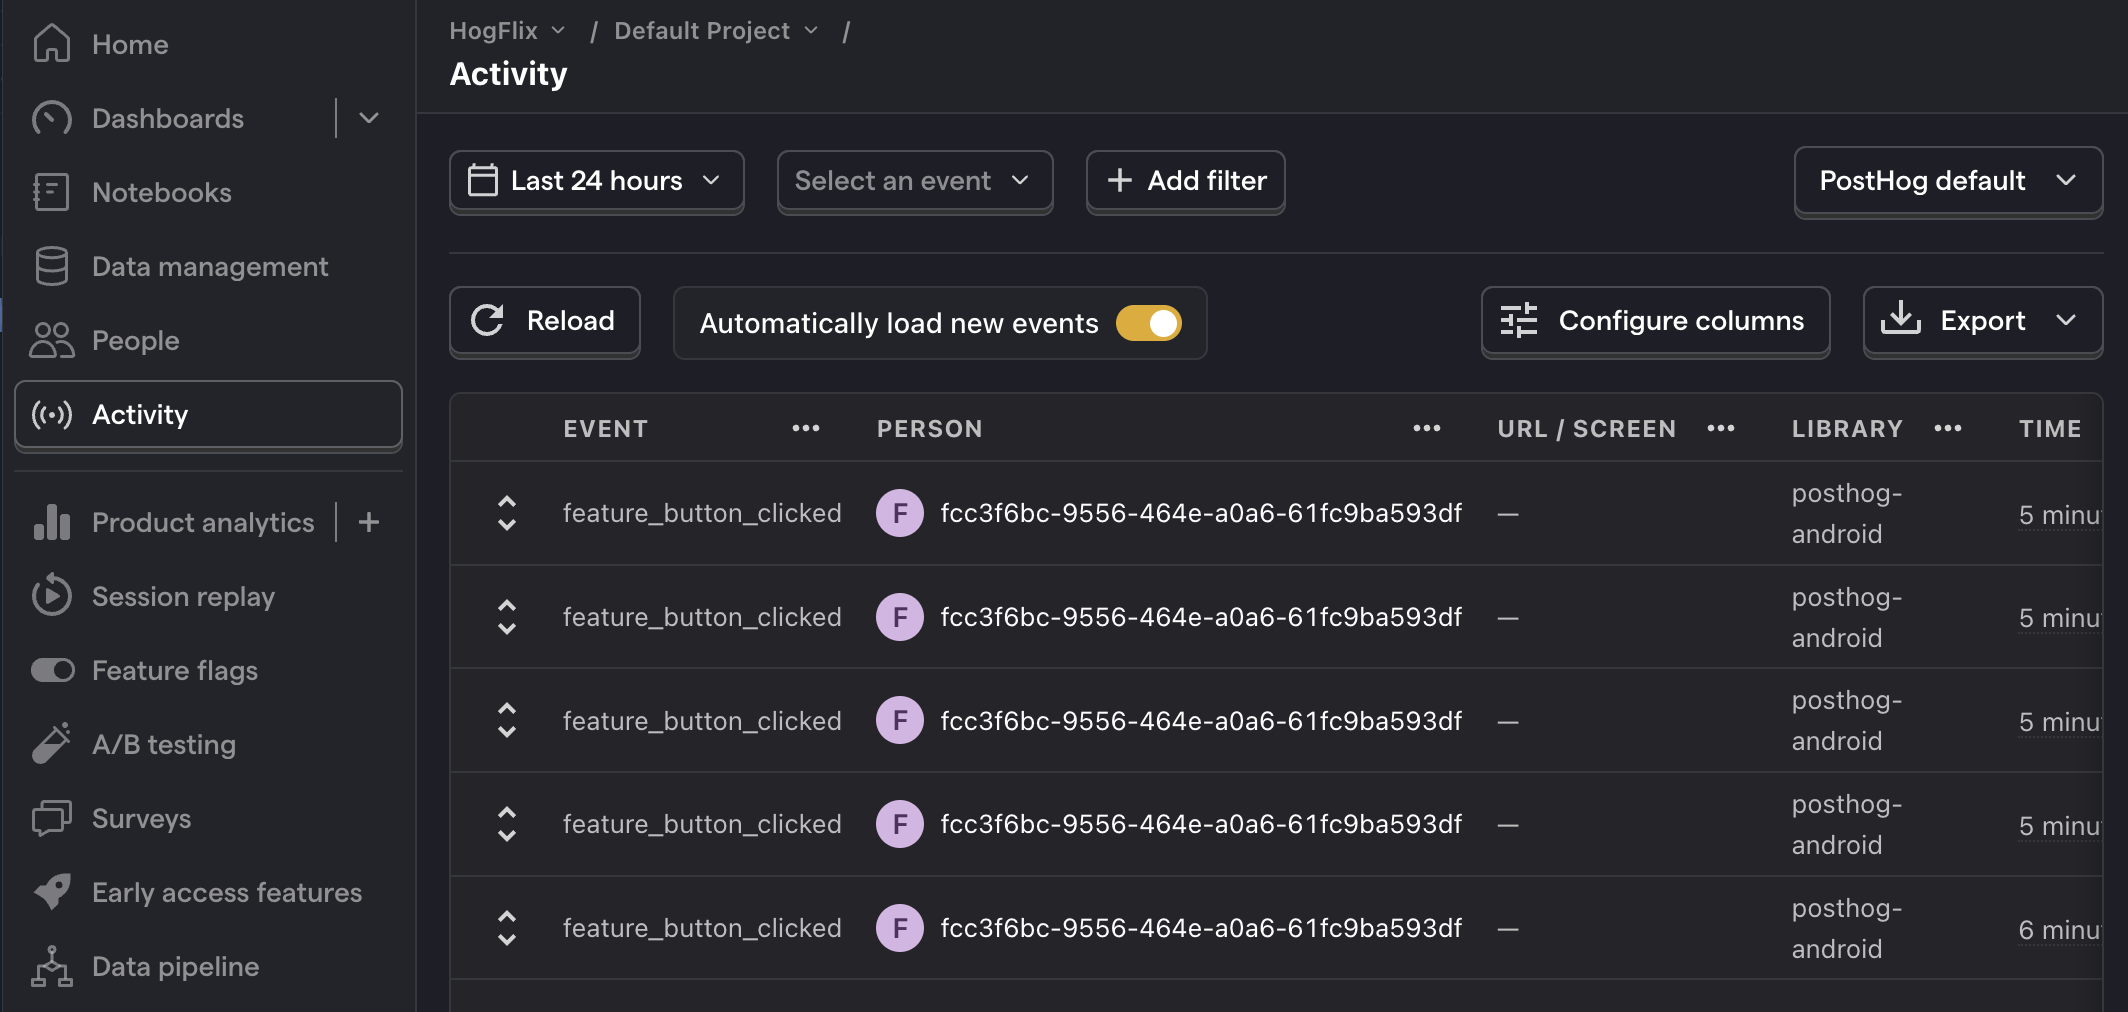 Home
Dashboards
Notebooks
Data management
People
Activity
Product analytics
Session replay
Feature flags
A/B testing
Surveys
Early access features
Data pipeline
HogFlix / Default Project /
Activity
Last 24 hours Select an event + Add filter PostHog default
Reload Automatically load new events Configure columns Export
EVENT ••• PERSON ••• URL / SCREEN ••• LIBRARY ••• TIME
feature_button_clicked F fcc3f6bc-9556-464e-a0a6-61fc9ba593df — posthog-
android 5 minu
feature_button_clicked F fcc3f6bc-9556-464e-a0a6-61fc9ba593df — posthog-
android 5 minu
feature_button_clicked F fcc3f6bc-9556-464e-a0a6-61fc9ba593df — posthog-
android 5 minu
feature_button_clicked F fcc3f6bc-9556-464e-a0a6-61fc9ba593df — posthog-
android 5 minu
feature_button_clicked F fcc3f6bc-9556-464e-a0a6-61fc9ba593df — posthog-
android 6 minu